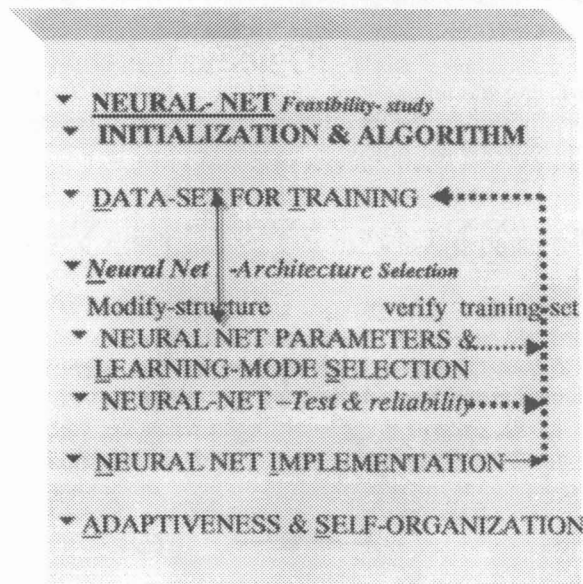 NEURAL- NET Feasibility- study
INITIALIZATION & ALGORITHM
DATA-SET FOR TRAINING
Neural Net -Architecture Selection
Modify-structure verify training-set
NEURAL NET PARAMETERS &
LEARNING-MODE SELECTION
NEURAL-NET –Test & reliability
NEURAL NET IMPLEMENTATION
ADAPTIVENESS & SELF-ORGANIZATION